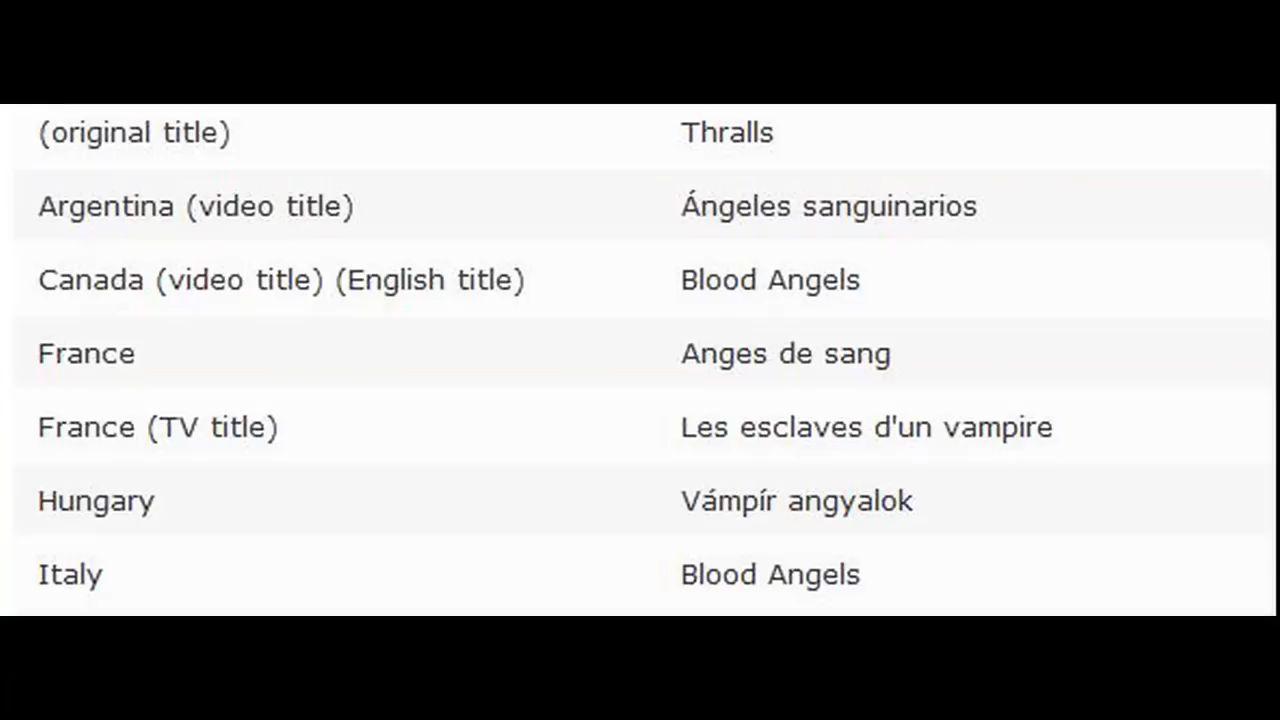 (original title) Thralls
Argentina (video title) Ángeles sanguinarios
Canada (video title) (English title) Blood Angels
France Anges de sang
France (TV title) Les esclaves d'un vampire
Hungary Vámpír angyalok
Italy Blood Angels